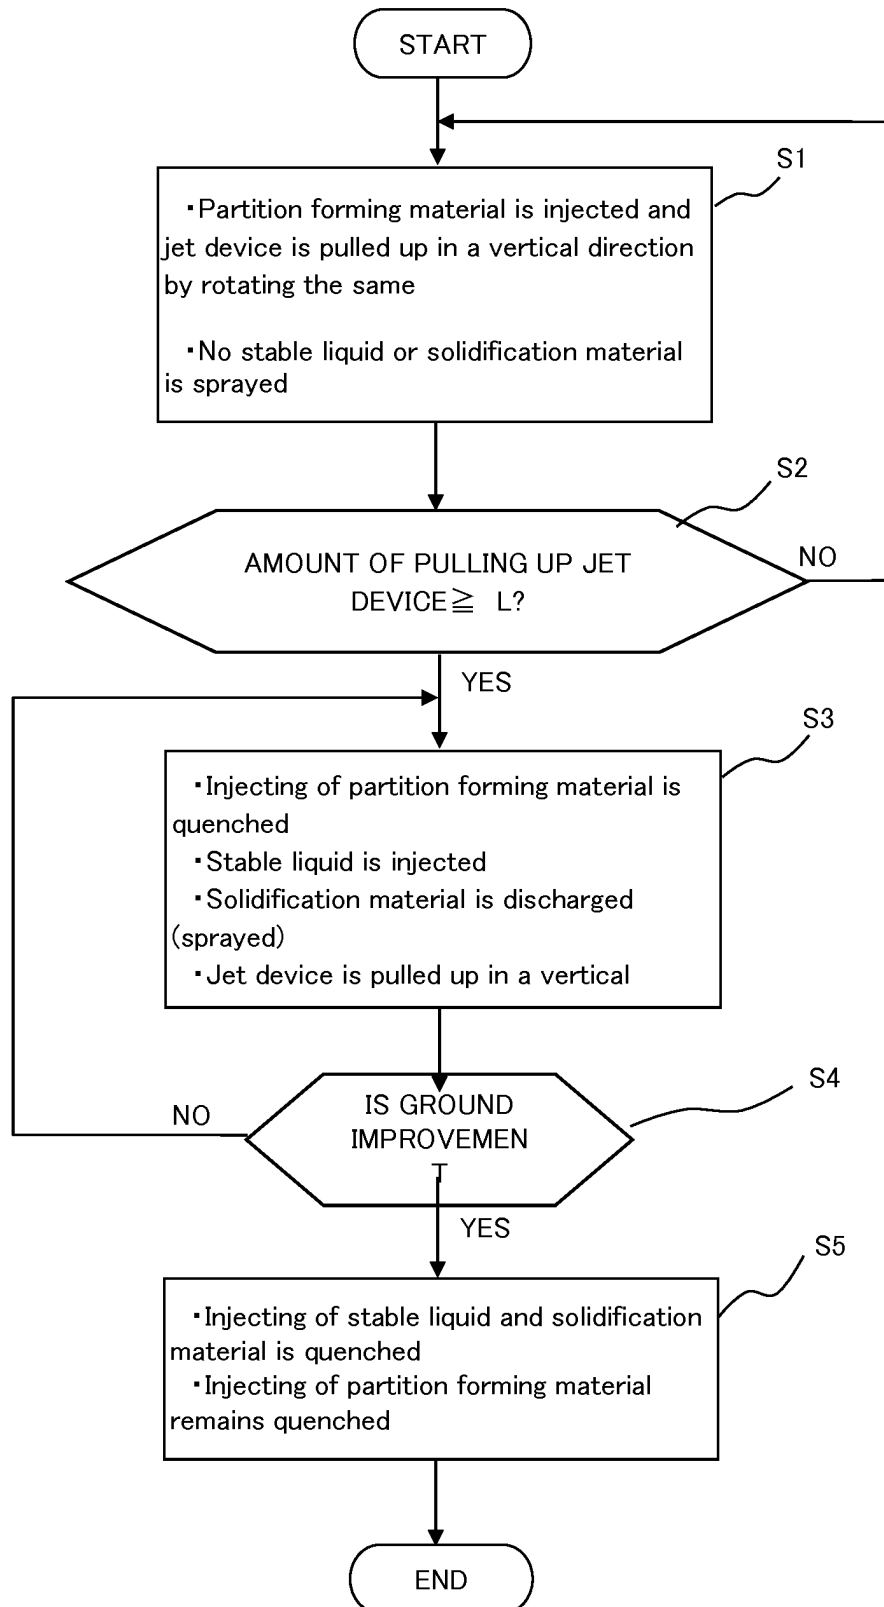 START
S1
・Partition forming material is injected and
jet device is pulled up in a vertical direction
by rotating the same
・No stable liquid or solidification material
is sprayed
S2
AMOUNT OF PULLING UP JET
DEVICE≧ L?
NO
YES
S3
・Injecting of partition forming material is
quenched
・Stable liquid is injected
・Solidification material is discharged
(sprayed)
・Jet device is pulled up in a vertical
S4
NO
IS GROUND
IMPROVEMEN
T
YES
S5
・Injecting of stable liquid and solidification
material is quenched
・Injecting of partition forming material
remains quenched
END